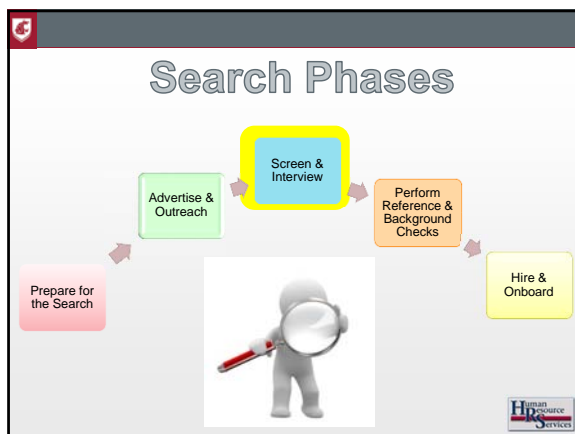 Search Phases
Prepare for
the Search
Advertise &
Outreach
Screen &
Interview
Perform
Reference &
Background
Checks
Hire &
Onboard
Human
Resource
Services